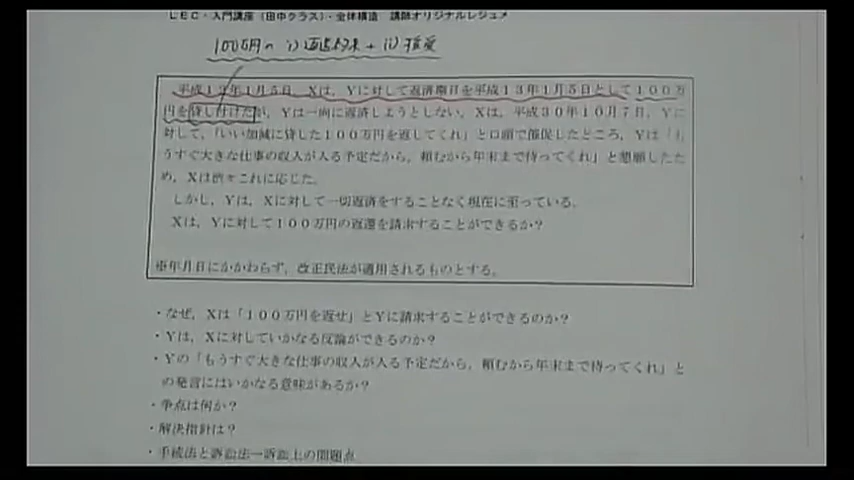 LEC・入門講座（田中クラス）・全体構造　講師オリジナルレジュメ
100万円の i)返還約束 + ii)授受
平成12年1月5日，Xは，Yに対して返済期日を平成13年1月5日として100万
円を貸し付けたが，Yは一向に返済しようとしない。Xは，平成30年10月7日，Yに
対して，「いい加減に貸した100万円を返してくれ」と口頭で催促したところ，Yは「も
うすぐ大きな仕事の収入が入る予定だから，頼むから年末まで待ってくれ」と懇願したた
め，Xは渋々これに応じた。
しかし，Yは，Xに対して一切返済をすることなく現在に至っている。
Xは，Yに対して100万円の返還を請求することができるか？
※年月日にかかわらず，改正民法が適用されるものとする。
・なぜ，Xは「100万円を返せ」とYに請求することができるのか？
・Yは，Xに対していかなる反論ができるのか？
・Yの「もうすぐ大きな仕事の収入が入る予定だから，頼むから年末まで待ってくれ」と
の発言にはいかなる意味があるか？
・争点は何か？
・解決指針は？
・手続法と訴訟法―訴訟上の問題点